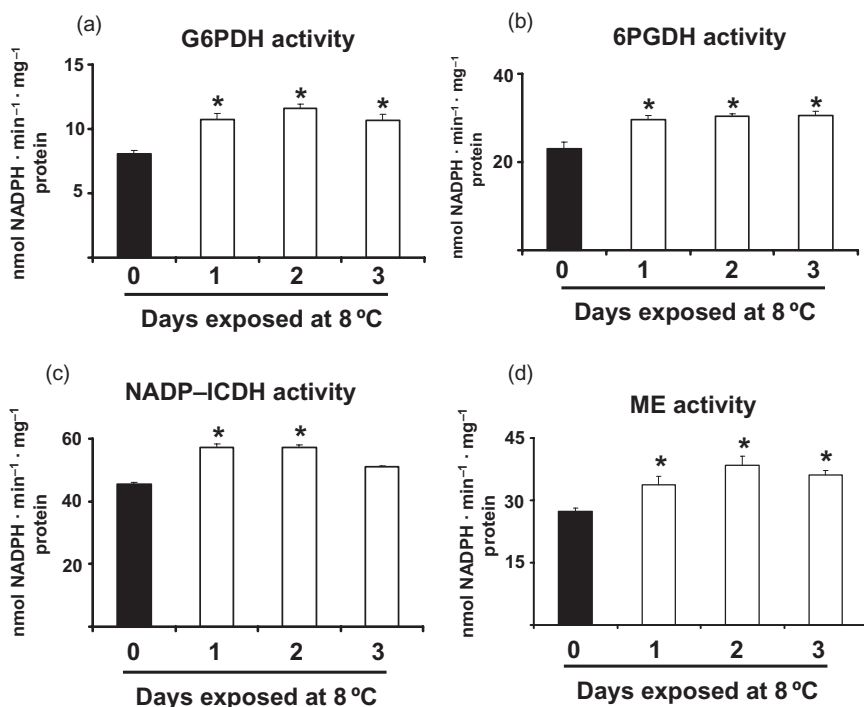 (a)
G6PDH activity
nmol NADPH · min⁻¹ · mg⁻¹
protein
15
10
5
* * *
0 1 2 3
Days exposed at 8 ºC
(b)
6PGDH activity
nmol NADPH · min⁻¹ · mg⁻¹
protein
40
20
0
* * *
0 1 2 3
Days exposed at 8 ºC
(c)
NADP–ICDH activity
nmol NADPH · min⁻¹ · mg⁻¹
protein
60
40
20
0
* *
0 1 2 3
Days exposed at 8 ºC
(d)
ME activity
nmol NADPH · min⁻¹ · mg⁻¹
protein
45
30
15
* * *
0 1 2 3
Days exposed at 8 ºC